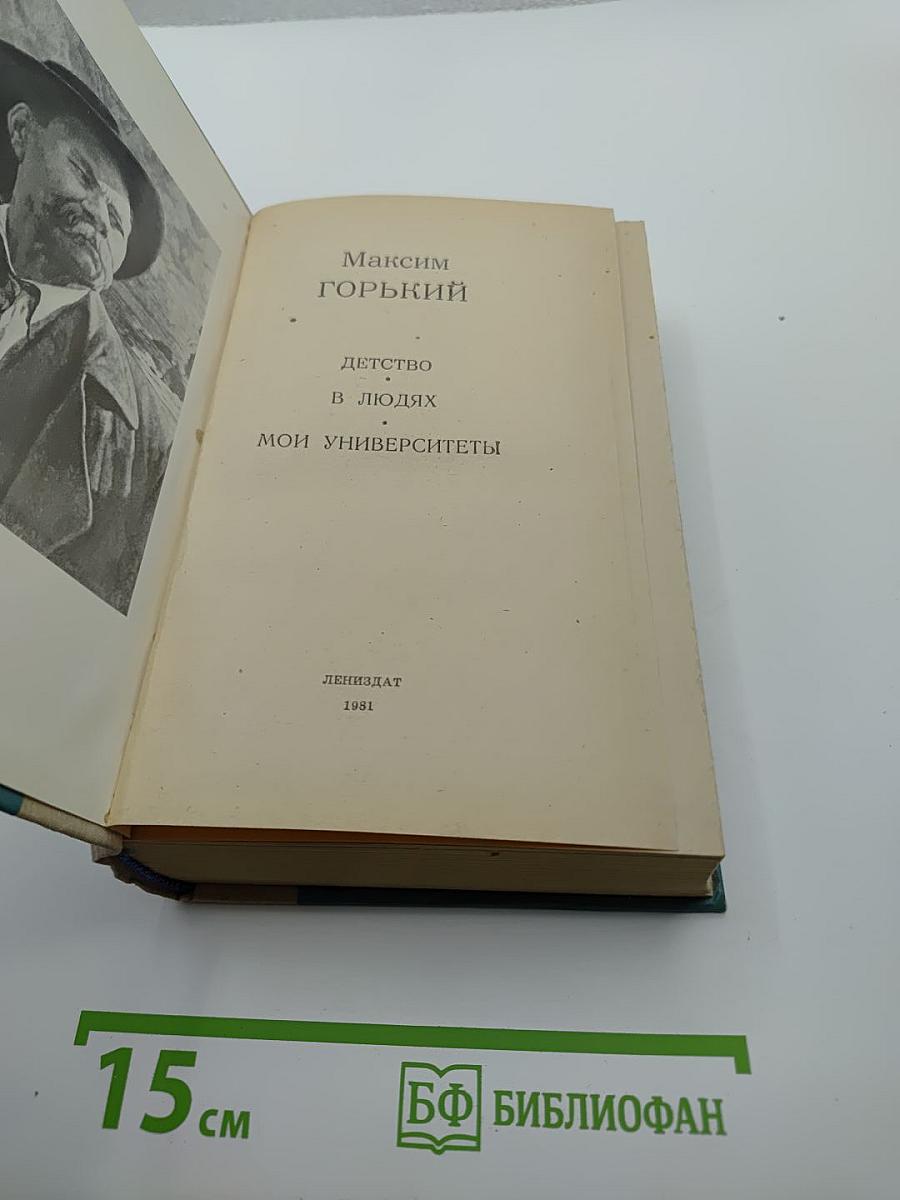 Максим
ГОРЬКИЙ
ДЕТСТВО
В ЛЮДЯХ
МОИ УНИВЕРСИТЕТЫ
ЛЕНИЗДАТ
1981
15 см
БФ БИБЛИОФАН